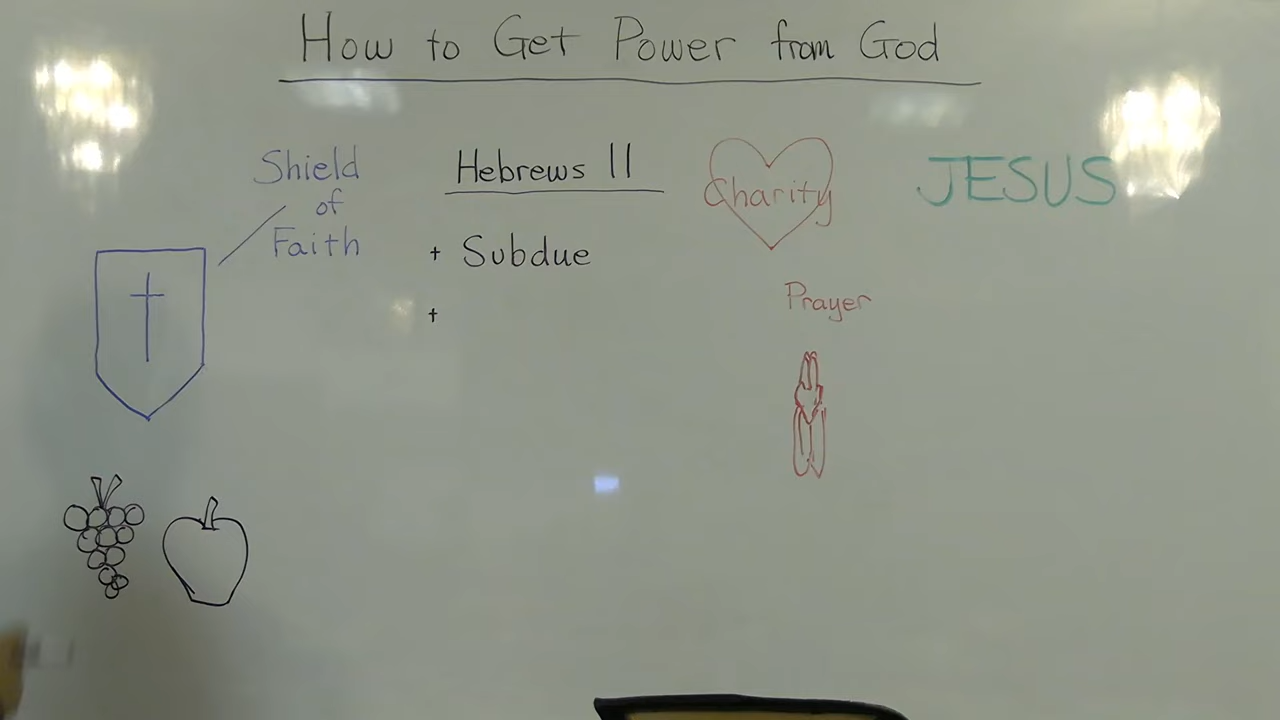 How to Get Power from God
Shield
of
Faith
Hebrews 11
+ Subdue
+
Charity
Prayer
JESUS